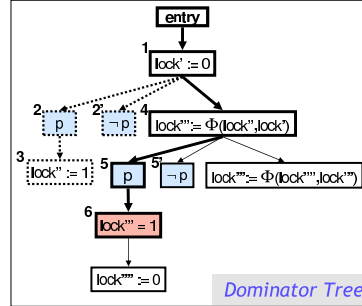 entry
1
lock' := 0
2 2' 4
p ¬ p lock''':= Φ(lock'',lock')
3
lock'' := 1
5 5'
p ¬ p lock'''':= Φ(lock'''',lock''')
6
lock''' = 1
lock'''' := 0
Dominator Tree